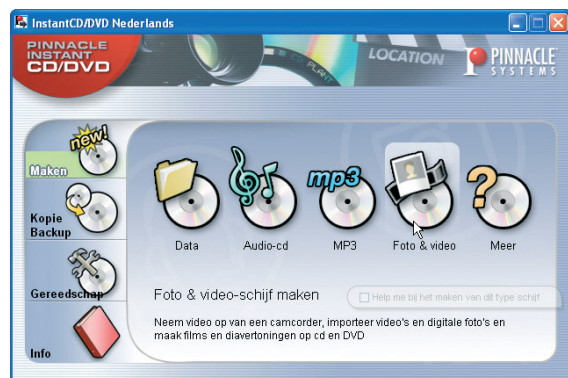 InstantCD/DVD Nederlands
PINNACLE
INSTANT
CD/DVD
CD PLANT
LOCATION
PINNACLE
SYSTEMS
new!
Maken
Kopie
Backup
Gereedschap
Info
mp3
Data
Audio-cd
MP3
Foto & video
Meer
Foto & video-schijf maken
Help me bij het maken van dit type schijf
Neem video op van een camcorder, importeer video's en digitale foto's en
maak films en diavertoningen op cd en DVD